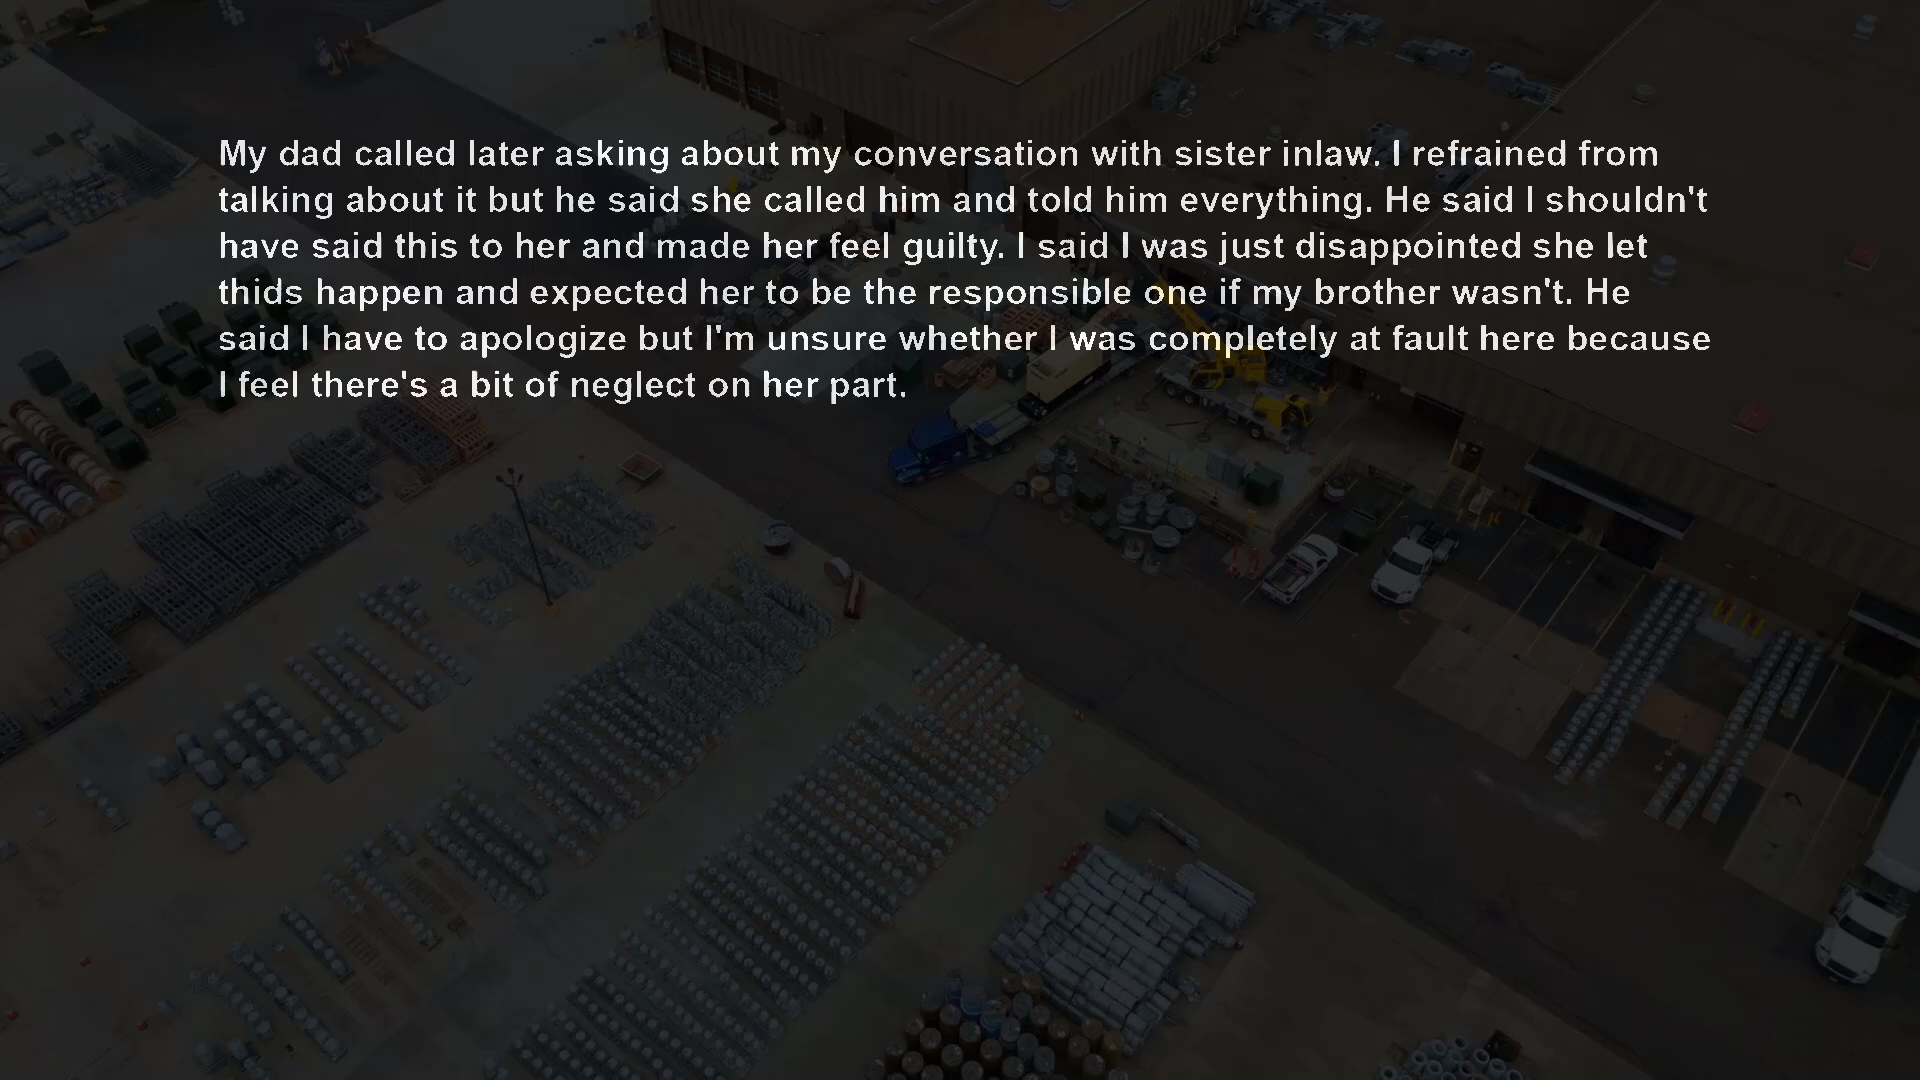 My dad called later asking about my conversation with sister inlaw. I refrained from
talking about it but he said she called him and told him everything. He said I shouldn't
have said this to her and made her feel guilty. I said I was just disappointed she let
thids happen and expected her to be the responsible one if my brother wasn't. He
said I have to apologize but I'm unsure whether I was completely at fault here because
I feel there's a bit of neglect on her part.